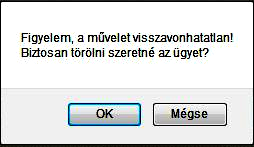 Figyelem, a művelet visszavonhatatlan!
Biztosan törölni szeretné az ügyet?
OK Mégse